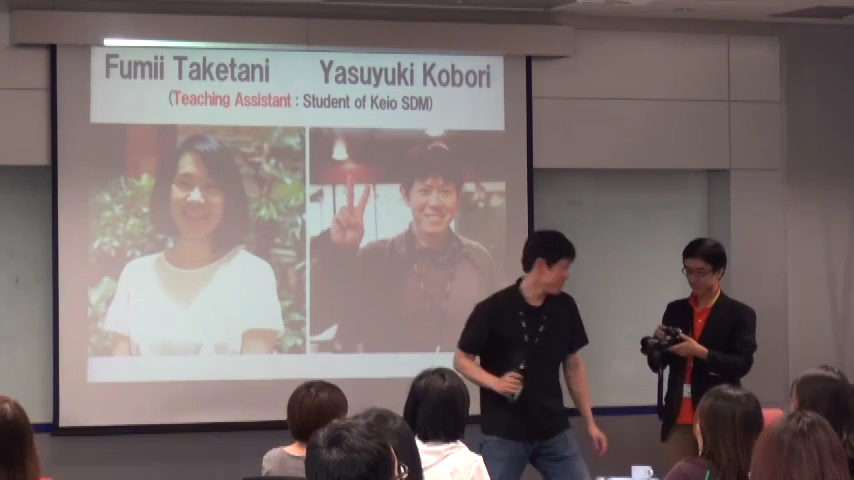 Fumii Taketani Yasuyuki Kobori
(Teaching Assistant : Student of Keio SDM)